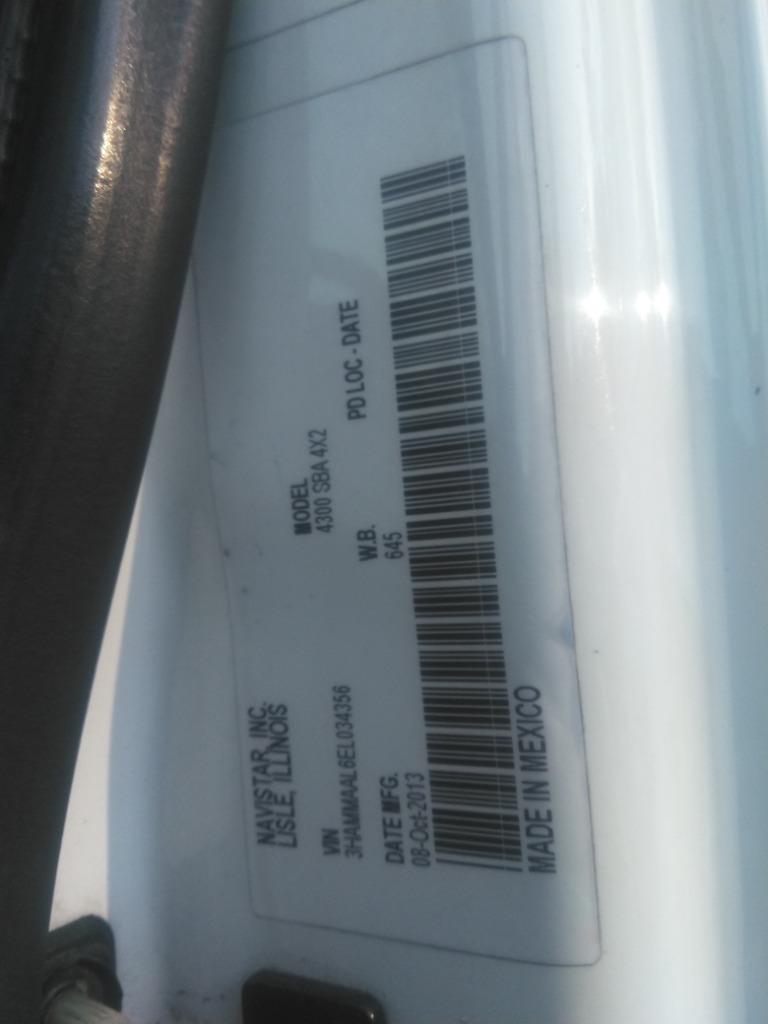 NAVISTAR, INC.
LISLE, ILLINOIS
VIN
3HAMMAAL6EL034356
MODEL
4300 SBA 4X2
DATE MFG.
08-Oct-2013
W.B.
645
PD LOC - DATE
MADE IN MEXICO